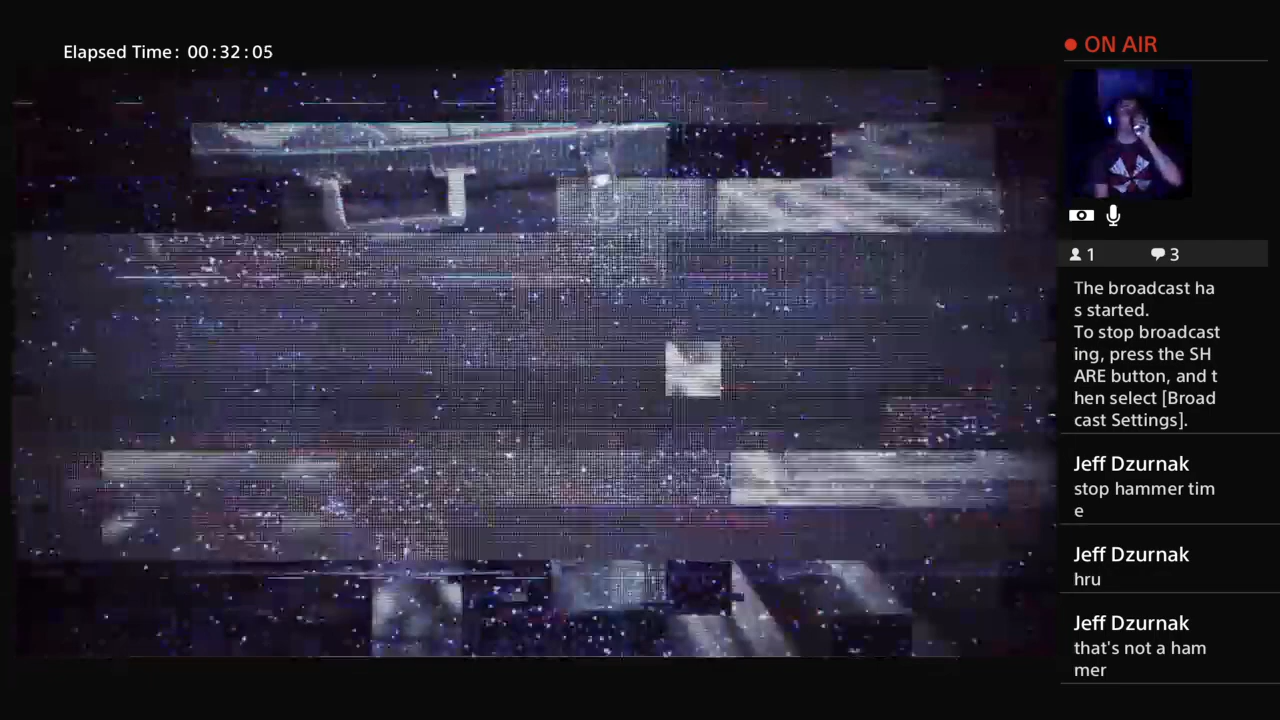 Elapsed Time: 00:32:05
ON AIR
1
3
The broadcast ha
s started.
To stop broadcast
ing, press the SH
ARE button, and t
hen select [Broad
cast Settings].
Jeff Dzurnak
stop hammer tim
e
Jeff Dzurnak
hru
Jeff Dzurnak
that's not a ham
mer